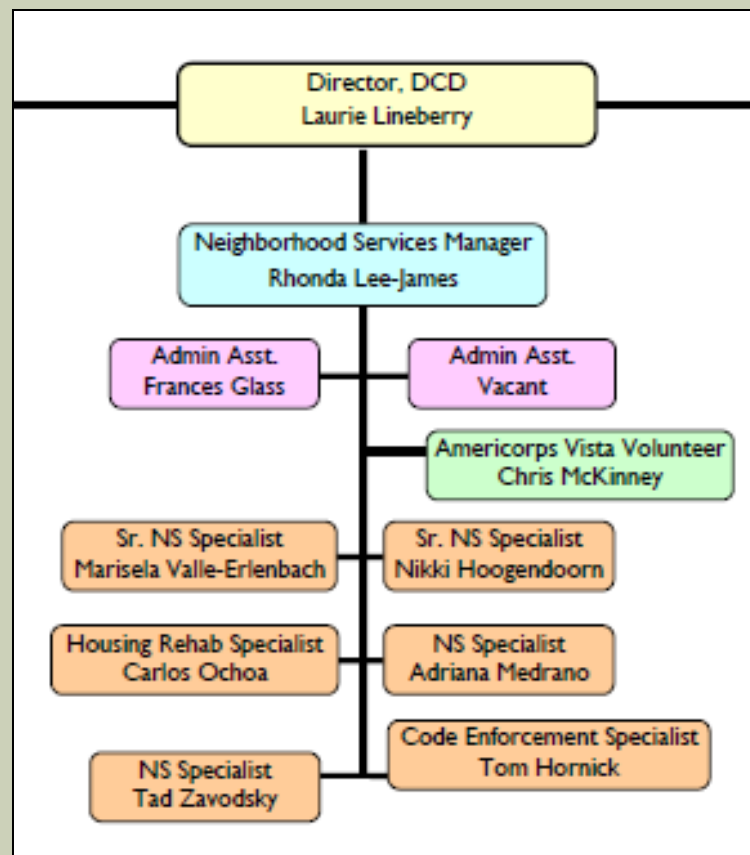 Director, DCD
Laurie Lineberry
Neighborhood Services Manager
Rhonda Lee-James
Admin Asst.
Frances Glass
Admin Asst.
Vacant
Americorps Vista Volunteer
Chris McKinney
Sr. NS Specialist
Marisela Valle-Erlenbach
Sr. NS Specialist
Nikki Hoogendoorn
Housing Rehab Specialist
Carlos Ochoa
NS Specialist
Adriana Medrano
Code Enforcement Specialist
Tom Hornick
NS Specialist
Tad Zavodsky